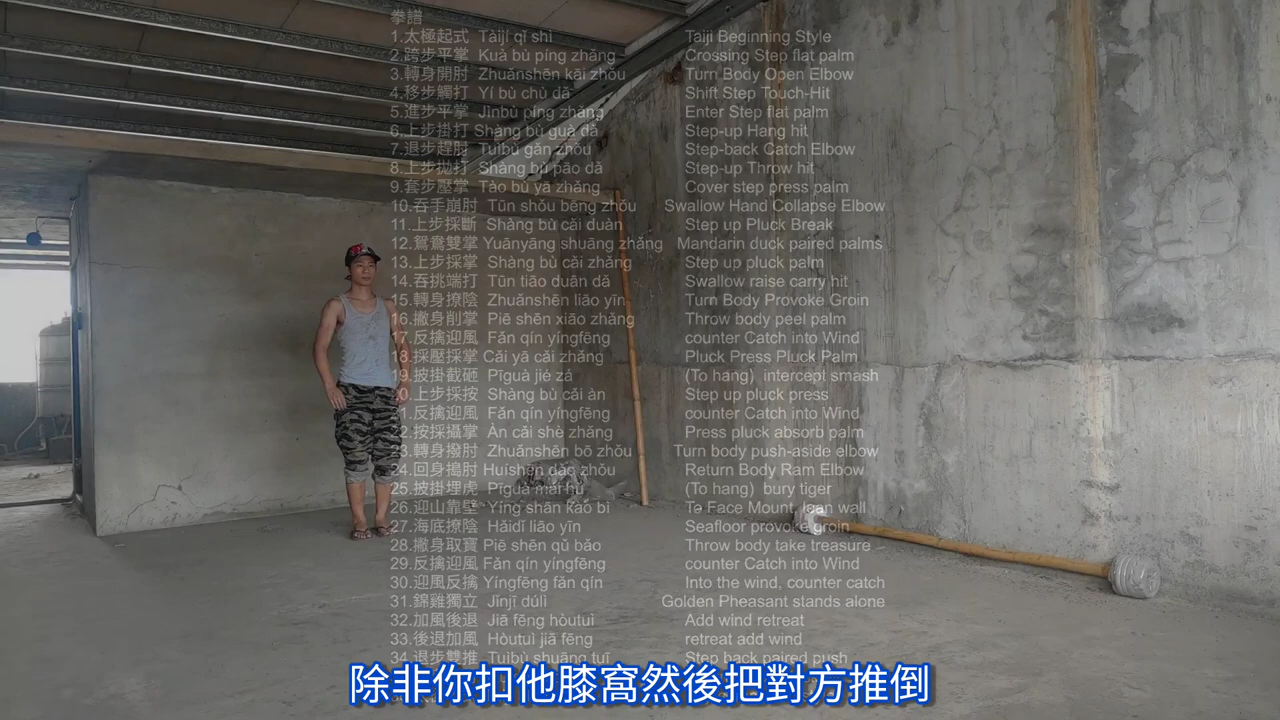 拳譜
1.太極起式 Tàijí qǐ shì Taiji Beginning Style
2.跨步平掌 Kuà bù píng zhǎng Crossing Step flat palm
3.轉身開肘 Zhuǎnshēn kāi zhǒu Turn Body Open Elbow
4.移步觸打 Yí bù chù dǎ Shift Step Touch-Hit
5.進步平掌 Jìnbù píng zhǎng Enter Step flat palm
6.上步掛打 Shàng bù guà dǎ Step-up Hang hit
7.退步趕肘 Tuìbù gǎn zhǒu Step-back Catch Elbow
8.上步拋打 Shàng bù pāo dǎ Step-up Throw hit
9.套步壓掌 Tào bù yā zhǎng Cover step press palm
10.吞手崩肘 Tūn shǒu bēng zhǒu Swallow Hand Collapse Elbow
11.上步採斷 Shàng bù cǎi duàn Step up Pluck Break
12.鴛鴦雙掌 Yuānyāng shuāng zhǎng Mandarin duck paired palms
13.上步採掌 Shàng bù cǎi zhǎng Step up pluck palm
14.吞挑端打 Tūn tiāo duān dǎ Swallow raise carry hit
15.轉身撩陰 Zhuǎnshēn liāo yīn Turn Body Provoke Groin
16.撇身削掌 Piē shēn xiāo zhǎng Throw body peel palm
17.反擒迎風 Fǎn qín yíngfēng counter Catch into Wind
18.採壓採掌 Cǎi yā cǎi zhǎng Pluck Press Pluck Palm
19.披掛截砸 Pīguà jié zá (To hang) intercept smash
20.上步採按 Shàng bù cǎi àn Step up pluck press
21.反擒迎風 Fǎn qín yíngfēng counter Catch into Wind
22.按採攝掌 Àn cǎi shè zhǎng Press pluck absorb palm
23.轉身撥肘 Zhuǎnshēn bō zhǒu Turn body push-aside elbow
24.回身搗肘 Huíshēn dǎo zhǒu Return Body Ram Elbow
25.披掛埋虎 Pīguà mái hǔ (To hang) bury tiger
26.迎山靠壁 Yíng shān kào bì To Face Mount lean wall
27.海底撩陰 Hǎidǐ liāo yīn Seafloor provoke groin
28.撇身取寶 Piē shēn qǔ bǎo Throw body take treasure
29.反擒迎風 Fǎn qín yíngfēng counter Catch into Wind
30.迎風反擒 Yíngfēng fǎn qín Into the wind, counter catch
31.錦雞獨立 Jǐnjī dúlì Golden Pheasant stands alone
32.加風後退 Jiā fēng hòutuì Add wind retreat
33.後退加風 Hòutuì jiā fēng retreat add wind
34.退步雙推 Tuìbù shuāng tuī Step back paired push
除非你扣他膝窩然後把對方推倒